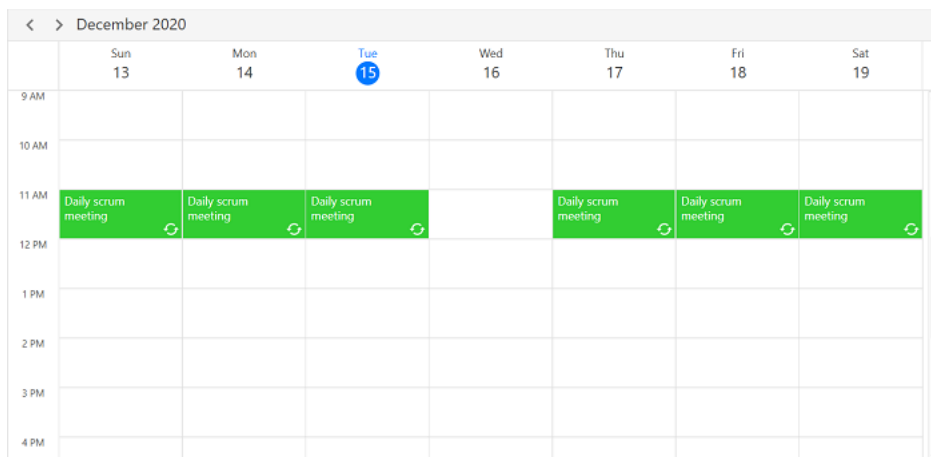 December 2020
Sun Mon Tue Wed Thu Fri Sat
13 14 15 16 17 18 19
9 AM
10 AM
11 AM
Daily scrum Daily scrum Daily scrum Daily scrum Daily scrum Daily scrum
meeting meeting meeting meeting meeting meeting
12 PM
1 PM
2 PM
3 PM
4 PM